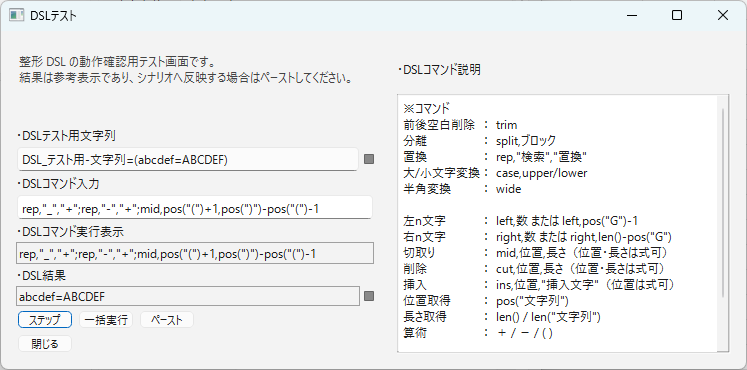 DSLテスト
整形 DSL の動作確認用テスト画面です。
結果は参考表示であり、シナリオへ反映する場合はペーストしてください。
・DSLテスト用文字列
DSL_テスト用-文字列=(abcdef=ABCDEF)
・DSLコマンド入力
rep,"_","+";rep,"-","+";mid,pos("(")+1,pos(")")-pos("(")-1
・DSLコマンド実行表示
rep,"_","+";rep,"-","+";mid,pos("(")+1,pos(")")-pos("(")-1
・DSL結果
abcdef=ABCDEF
ステップ 一括実行 ペースト
閉じる
・DSLコマンド説明
※コマンド
前後空白削除 ： trim
分離 ： split,ブロック
置換 ： rep,"検索","置換"
大/小文字変換 ： case,upper/lower
半角変換 ： wide
左n文字 ： left,数 または left,pos("G")-1
右n文字 ： right,数 または right,len()-pos("G")
切取り ： mid,位置,長さ（位置・長さは式可）
削除 ： cut,位置,長さ（位置・長さは式可）
挿入 ： ins,位置,"挿入文字"（位置は式可）
位置取得 ： pos("文字列")
長さ取得 ： len() / len("文字列")
算術 ： ＋ / － / ( )